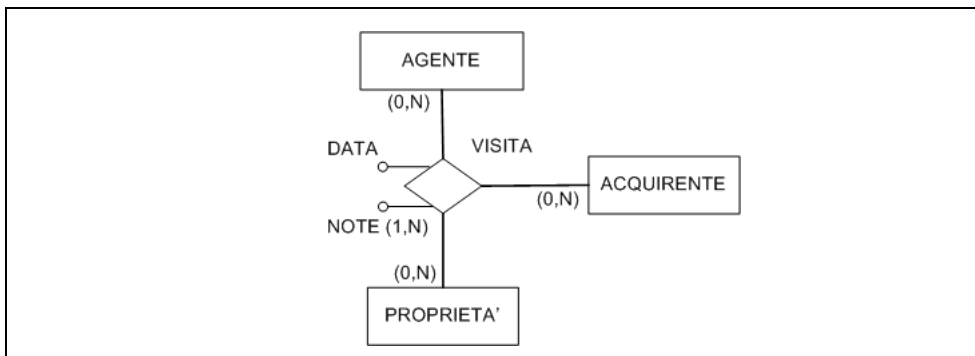 AGENTE
(0,N)
DATA
VISITA
ACQUIRENTE
(0,N)
NOTE (1,N)
(0,N)
PROPRIETA'